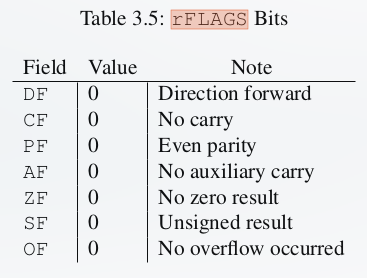 Table 3.5: rFLAGS Bits
Field Value Note
DF 0 Direction forward
CF 0 No carry
PF 0 Even parity
AF 0 No auxiliary carry
ZF 0 No zero result
SF 0 Unsigned result
OF 0 No overflow occurred